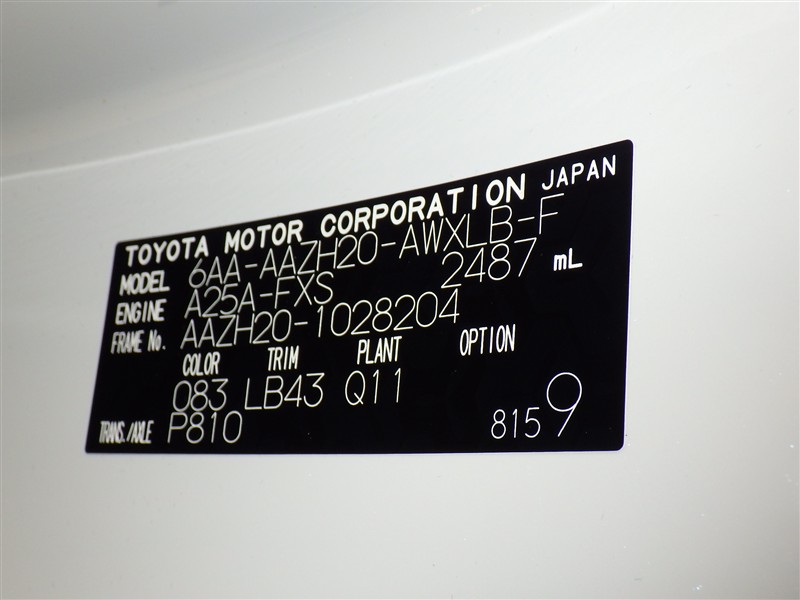 TOYOTA MOTOR CORPORATION JAPAN
MODEL 6AA-AAZH20-AWXLB-F
ENGINE A25A-FXS 2487 mL
FRAME No. AAZH20-1028204
COLOR TRIM PLANT OPTION
083 LB43 Q11
TRANS./AXLE P810 8159